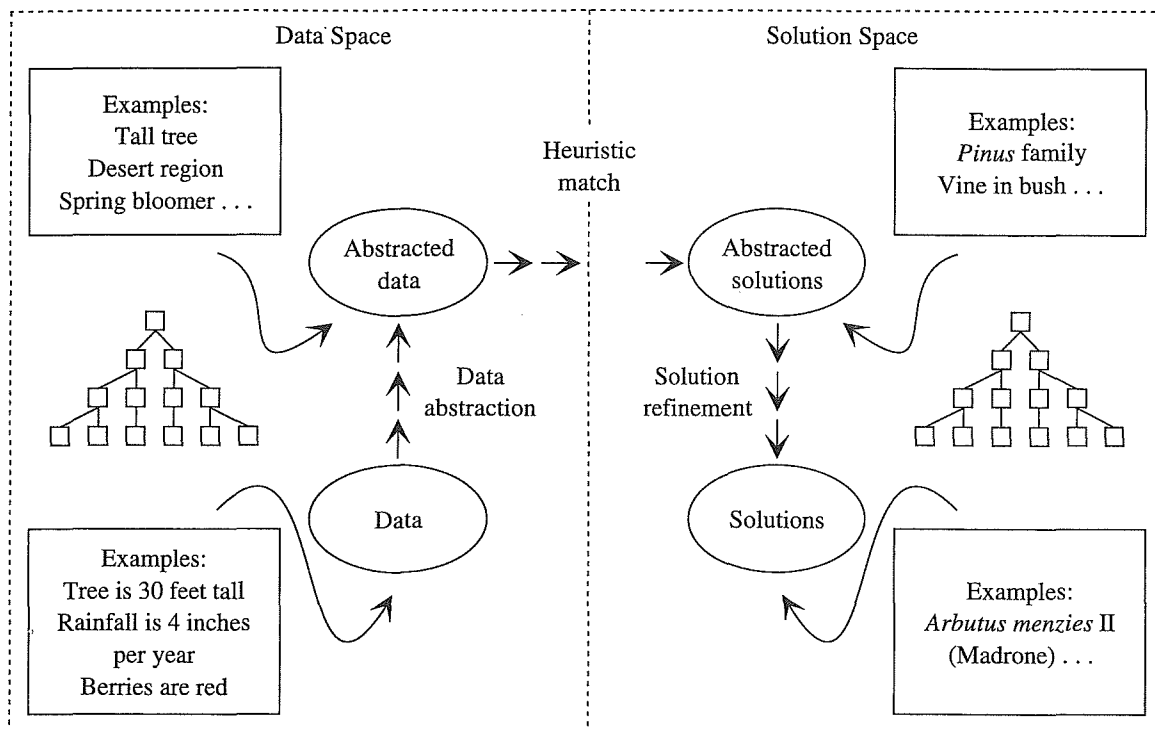 Data Space
Solution Space
Examples:
Tall tree
Desert region
Spring bloomer . . .
Heuristic
match
Examples:
Pinus family
Vine in bush . . .
Abstracted
data
Abstracted
solutions
Data
abstraction
Solution
refinement
Data
Solutions
Examples:
Tree is 30 feet tall
Rainfall is 4 inches
per year
Berries are red
Examples:
Arbutus menzies II
(Madrone) . . .